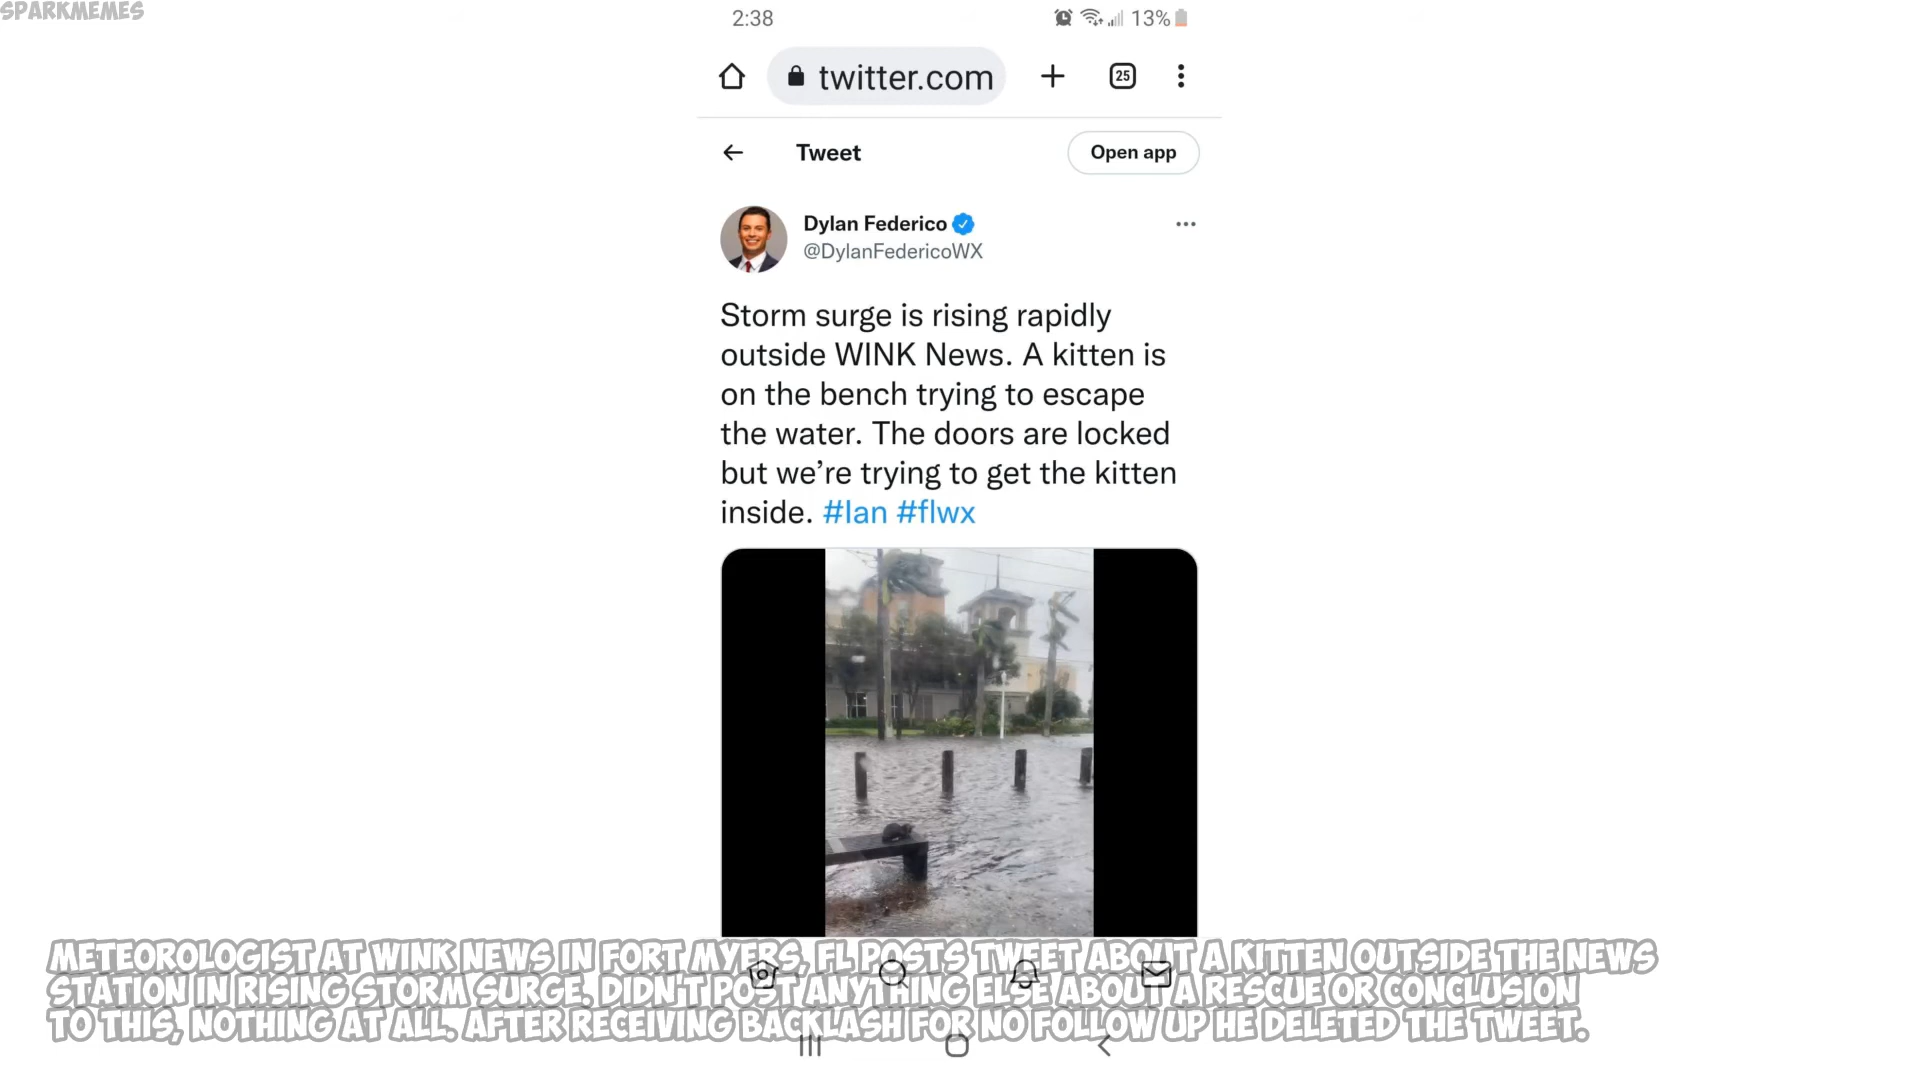 SPARKMEMES
2:38
13%
twitter.com
25
Tweet
Open app
Dylan Federico
@DylanFedericoWX
Storm surge is rising rapidly
outside WINK News. A kitten is
on the bench trying to escape
the water. The doors are locked
but we’re trying to get the kitten
inside. #Ian #flwx
METEOROLOGIST AT WINK NEWS IN FORT MYERS, FL POSTS TWEET ABOUT A KITTEN OUTSIDE THE NEWS
STATION IN RISING STORM SURGE. DIDN'T POST ANYTHING ELSE ABOUT A RESCUE OR CONCLUSION
TO THIS, NOTHING AT ALL. AFTER RECEIVING BACKLASH FOR NO FOLLOW UP HE DELETED THE TWEET.